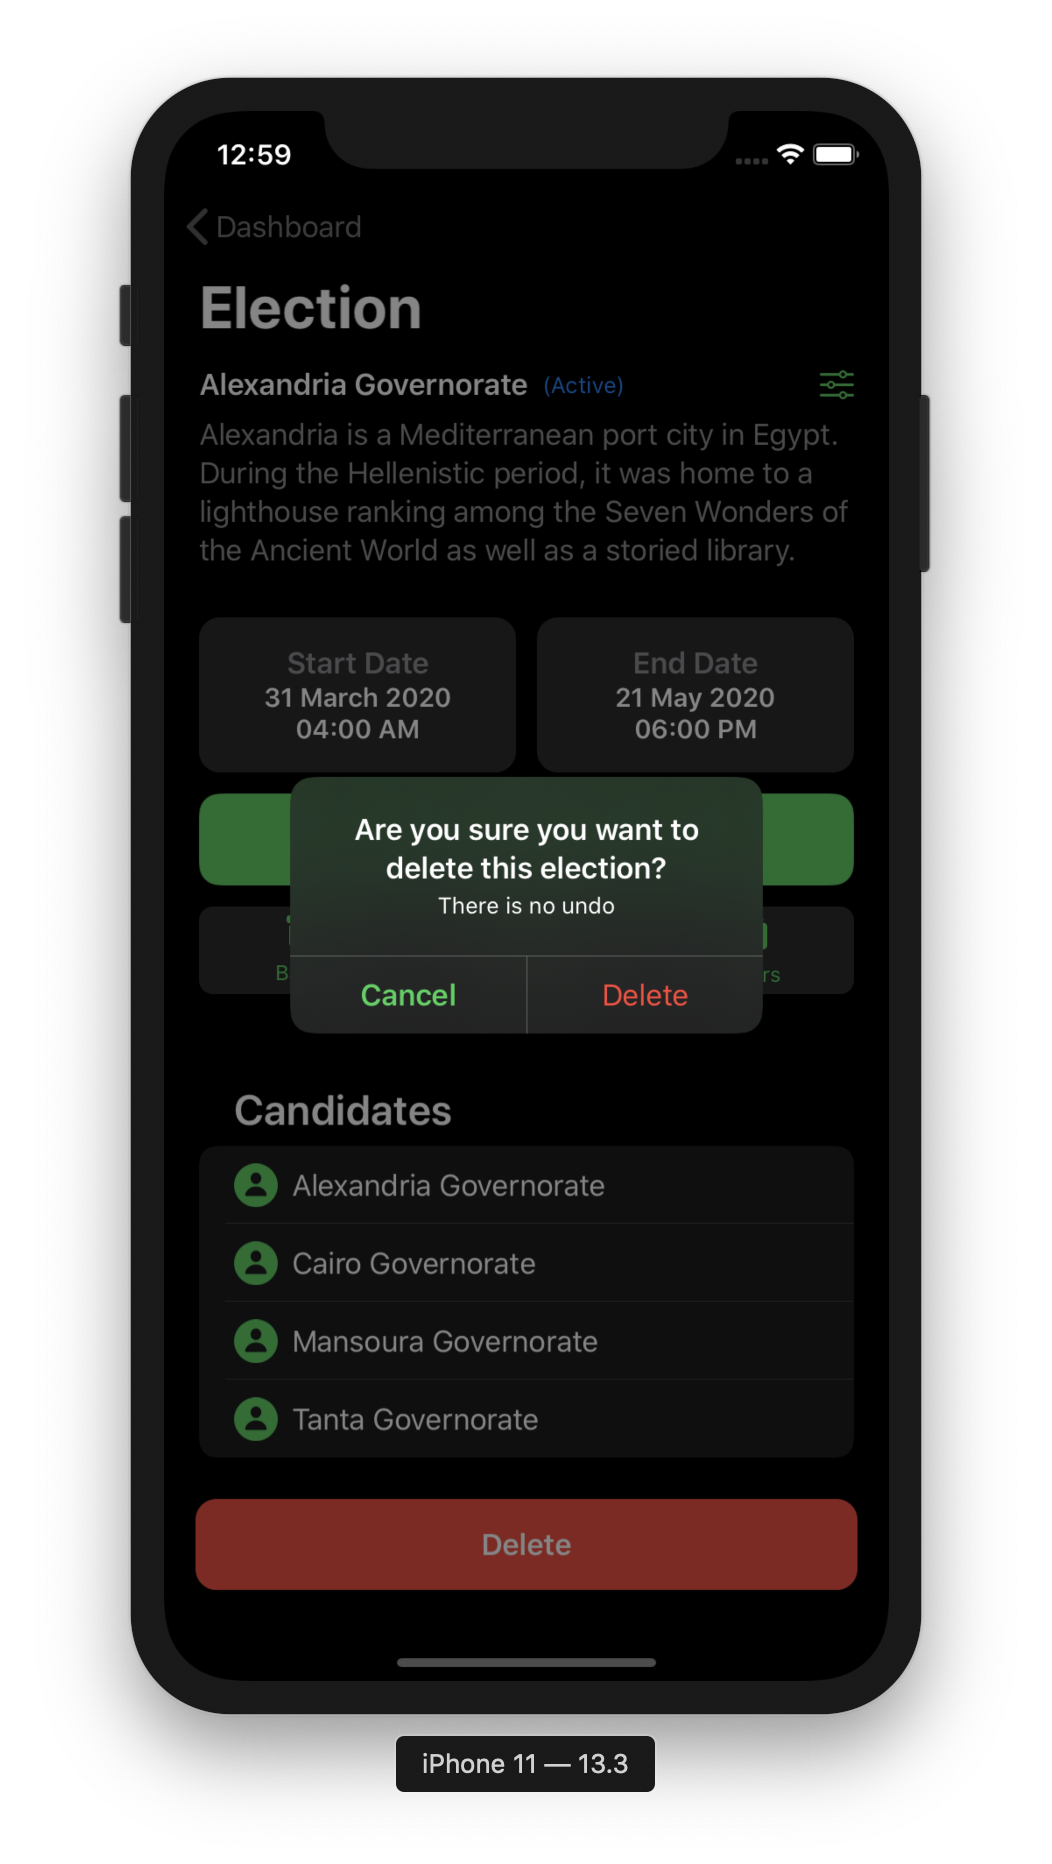 12:59
Dashboard
Election
Alexandria Governorate (Active)
Alexandria is a Mediterranean port city in Egypt.
During the Hellenistic period, it was home to a
lighthouse ranking among the Seven Wonders of
the Ancient World as well as a storied library.
Start Date
31 March 2020
04:00 AM
End Date
21 May 2020
06:00 PM
Are you sure you want to
delete this election?
There is no undo
Cancel
Delete
Candidates
Alexandria Governorate
Cairo Governorate
Mansoura Governorate
Tanta Governorate
Delete
iPhone 11 — 13.3